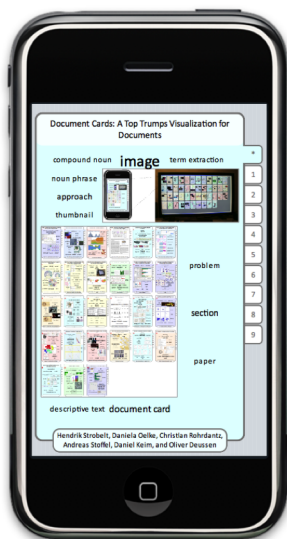 Document Cards: A Top Trumps Visualization for
Documents
compound noun image term extraction
noun phrase
approach
thumbnail
problem
section
paper
descriptive text document card
Hendrik Strobelt, Daniela Oelke, Christian Rohrdantz,
Andreas Stoffel, Daniel Keim, and Oliver Deussen
*
1
2
3
4
5
6
7
8
9